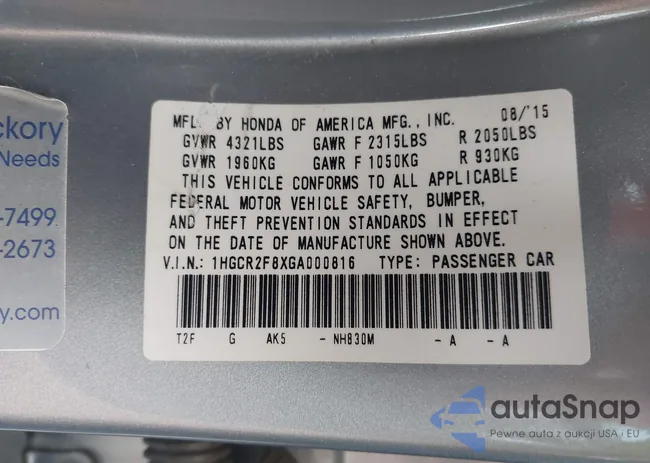 ckory
Needs
-7499
-2673
y.com
MFD. BY HONDA OF AMERICA MFG., INC. 08/'15
GVWR 4321LBS GAWR F 2315LBS R 2050LBS
GVWR 1960KG GAWR F 1050KG R 930KG
THIS VEHICLE CONFORMS TO ALL APPLICABLE
FEDERAL MOTOR VEHICLE SAFETY, BUMPER,
AND THEFT PREVENTION STANDARDS IN EFFECT
ON THE DATE OF MANUFACTURE SHOWN ABOVE.
V.I.N.: 1HGCR2F8XGA000816 TYPE: PASSENGER CAR
T2F G AK5 - NH830M - A - A
autaSnap
Pewne auta z aukcji USA i EU